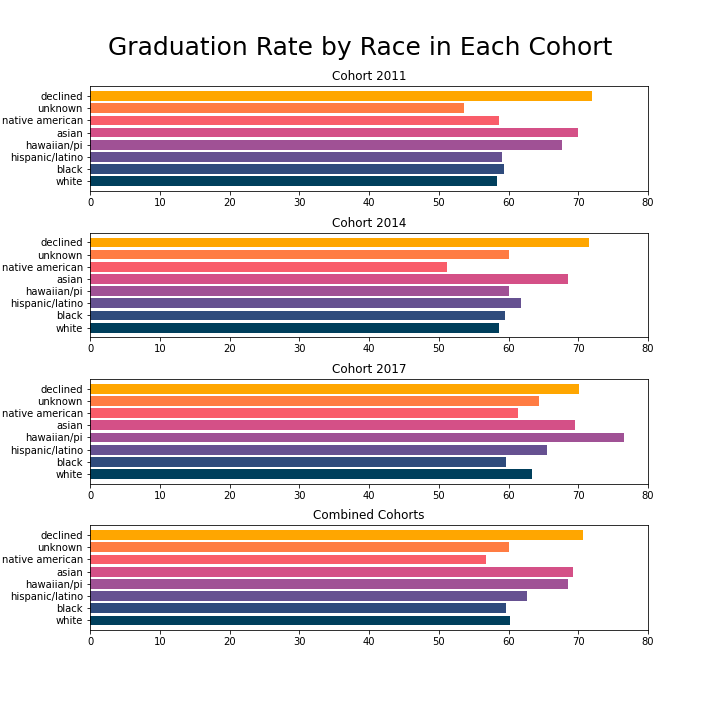 Graduation Rate by Race in Each Cohort
Cohort 2011
declined
unknown
native american
asian
hawaiian/pi
hispanic/latino
black
white
0 10 20 30 40 50 60 70 80
Cohort 2014
declined
unknown
native american
asian
hawaiian/pi
hispanic/latino
black
white
0 10 20 30 40 50 60 70 80
Cohort 2017
declined
unknown
native american
asian
hawaiian/pi
hispanic/latino
black
white
0 10 20 30 40 50 60 70 80
Combined Cohorts
declined
unknown
native american
asian
hawaiian/pi
hispanic/latino
black
white
0 10 20 30 40 50 60 70 80